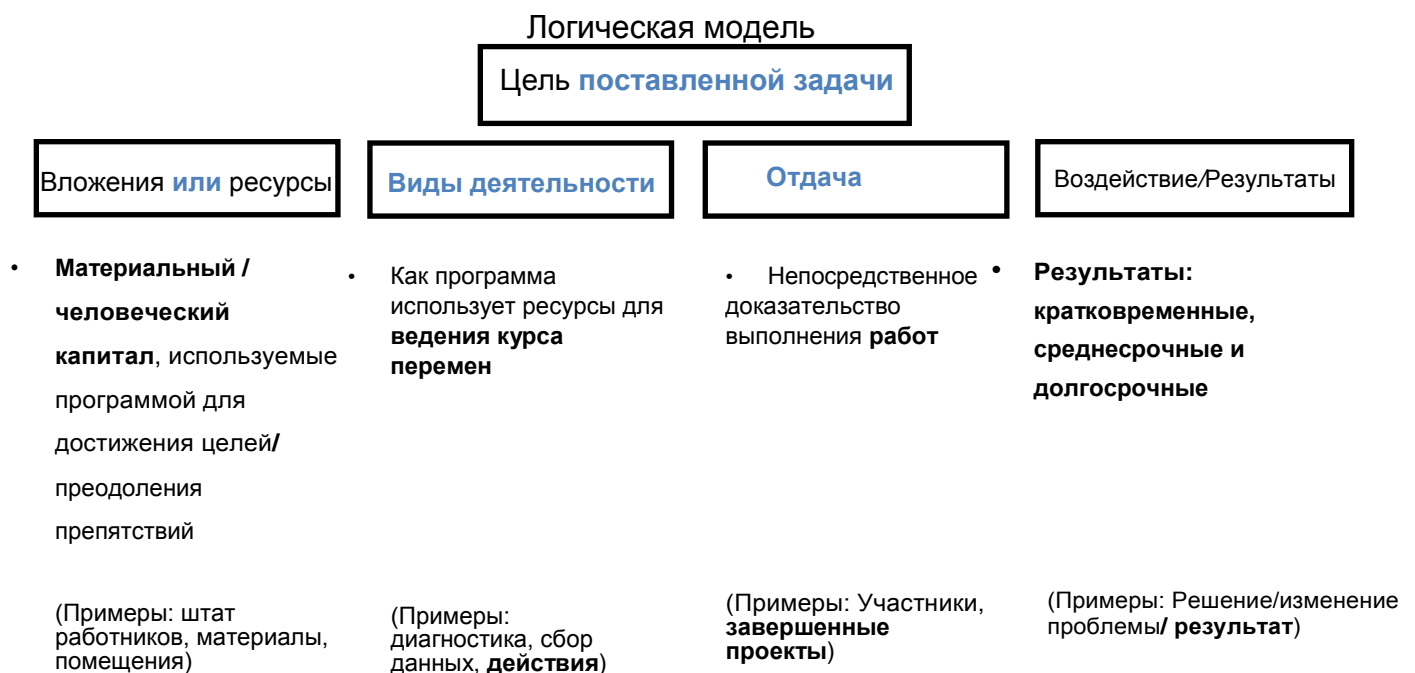 Логическая модель
Цель поставленной задачи
Вложения или ресурсы
Виды деятельности
Отдача
Воздействие/Результаты
• Материальный /
человеческий
капитал, используемые
программой для
достижения целей/
преодоления
препятствий
(Примеры: штат
работников, материалы,
помещения)
• Как программа
использует ресурсы для
ведения курса
перемен
(Примеры:
диагностика, сбор
данных, действия)
• Непосредственное
доказательство
выполнения работ
(Примеры: Участники,
завершенные
проекты)
• Результаты:
кратковременные,
среднесрочные и
долгосрочные
(Примеры: Решение/изменение
проблемы/ результат)